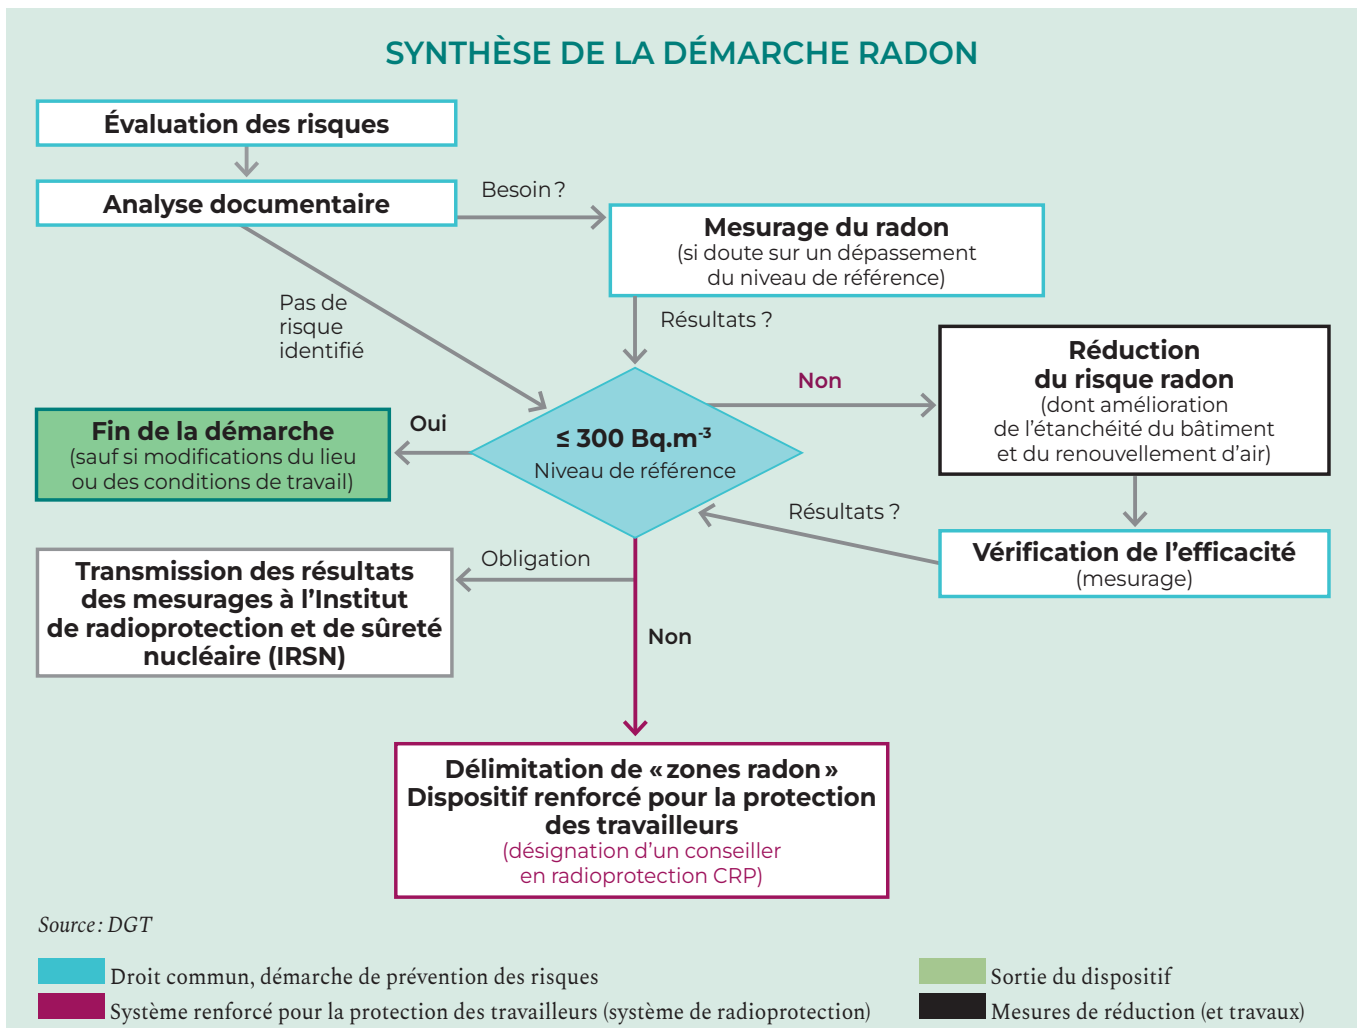 SYNTHÈSE DE LA DÉMARCHE RADON
Évaluation des risques
Analyse documentaire
Besoin ?
Mesurage du radon
(si doute sur un dépassement
du niveau de référence)
Pas de
risque
identifié
Résultats ?
Non
Réduction
du risque radon
(dont amélioration
de l’étanchéité du bâtiment
et du renouvellement d’air)
Fin de la démarche
(sauf si modifications du lieu
ou des conditions de travail)
Oui
≤ 300 Bq.m⁻³
Niveau de référence
Résultats ?
Vérification de l’efficacité
(mesurage)
Obligation
Transmission des résultats
des mesurages à l’Institut
de radioprotection et de sûreté
nucléaire (IRSN)
Non
Délimitation de « zones radon »
Dispositif renforcé pour la protection
des travailleurs
(désignation d’un conseiller
en radioprotection CRP)
Source : DGT
Droit commun, démarche de prévention des risques
Système renforcé pour la protection des travailleurs (système de radioprotection)
Sortie du dispositif
Mesures de réduction (et travaux)